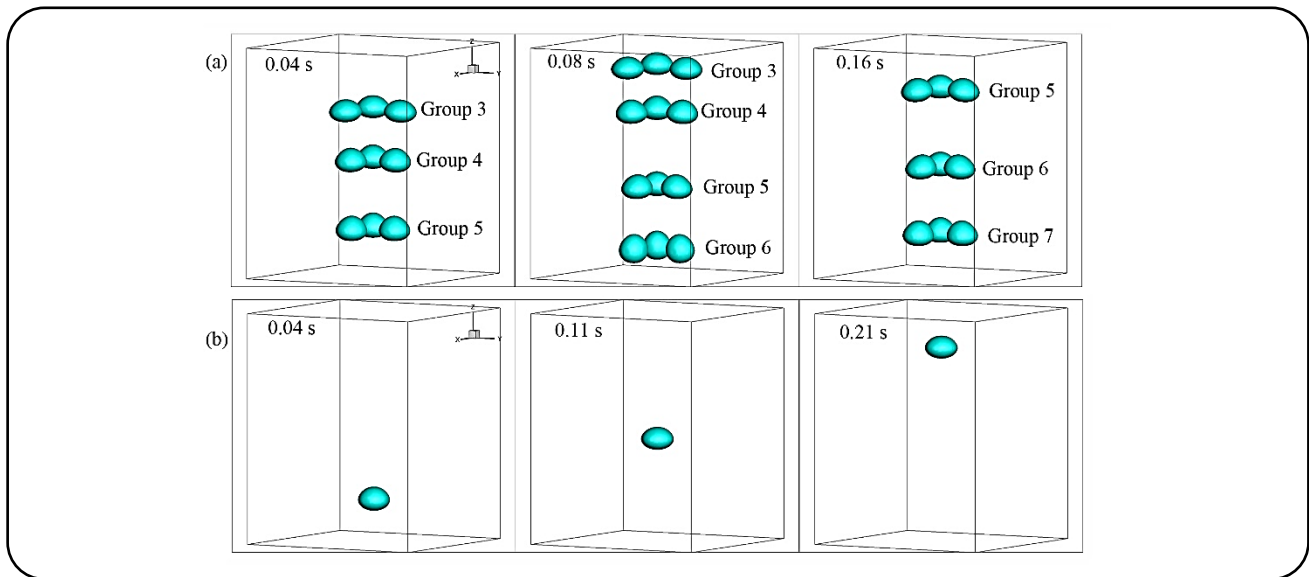 (a)
0.04 s
Z
X
Y
Group 3
Group 4
Group 5
0.08 s
Group 3
Group 4
Group 5
Group 6
0.16 s
Group 5
Group 6
Group 7
(b)
0.04 s
Z
X
Y
0.11 s
0.21 s